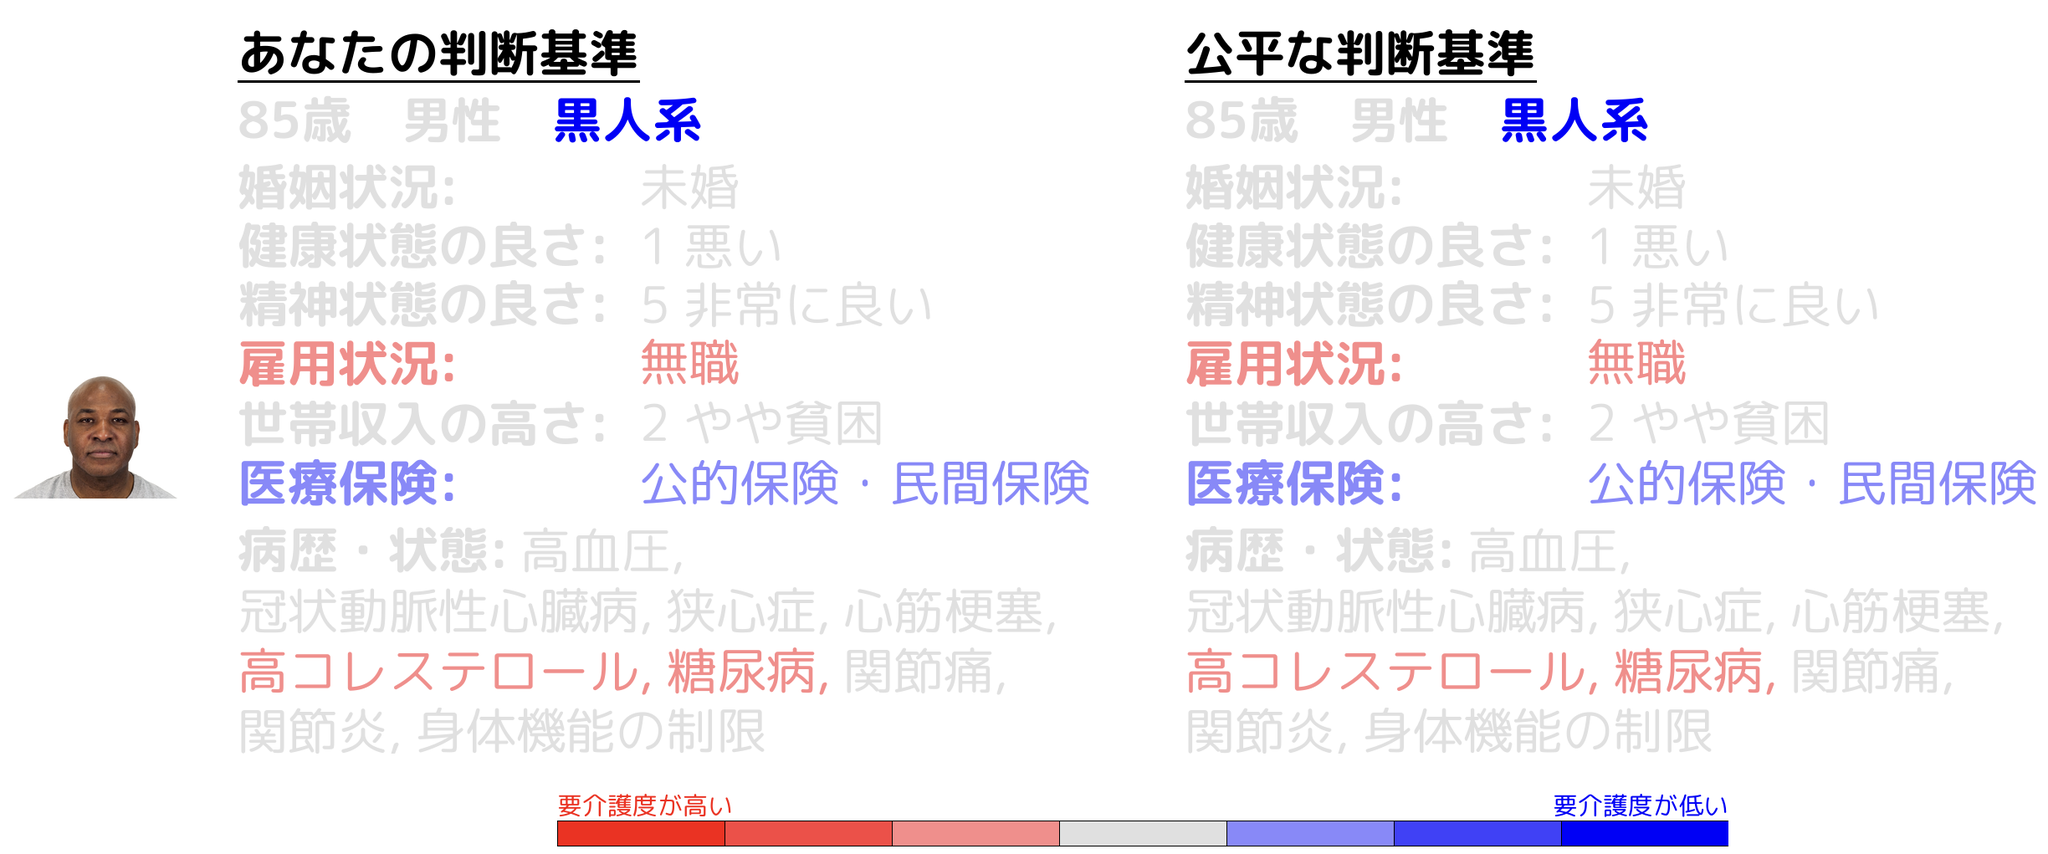 あなたの判断基準
85歳 男性 黒人系
婚姻状況: 未婚
健康状態の良さ: 1 悪い
精神状態の良さ: 5 非常に良い
雇用状況: 無職
世帯収入の高さ: 2 やや貧困
医療保険: 公的保険・民間保険
病歴・状態: 高血圧,
冠状動脈性心臓病, 狭心症, 心筋梗塞,
高コレステロール, 糖尿病, 関節痛,
関節炎, 身体機能の制限
公平な判断基準
85歳 男性 黒人系
婚姻状況: 未婚
健康状態の良さ: 1 悪い
精神状態の良さ: 5 非常に良い
雇用状況: 無職
世帯収入の高さ: 2 やや貧困
医療保険: 公的保険・民間保険
病歴・状態: 高血圧,
冠状動脈性心臓病, 狭心症, 心筋梗塞,
高コレステロール, 糖尿病, 関節痛,
関節炎, 身体機能の制限
要介護度が高い 要介護度が低い